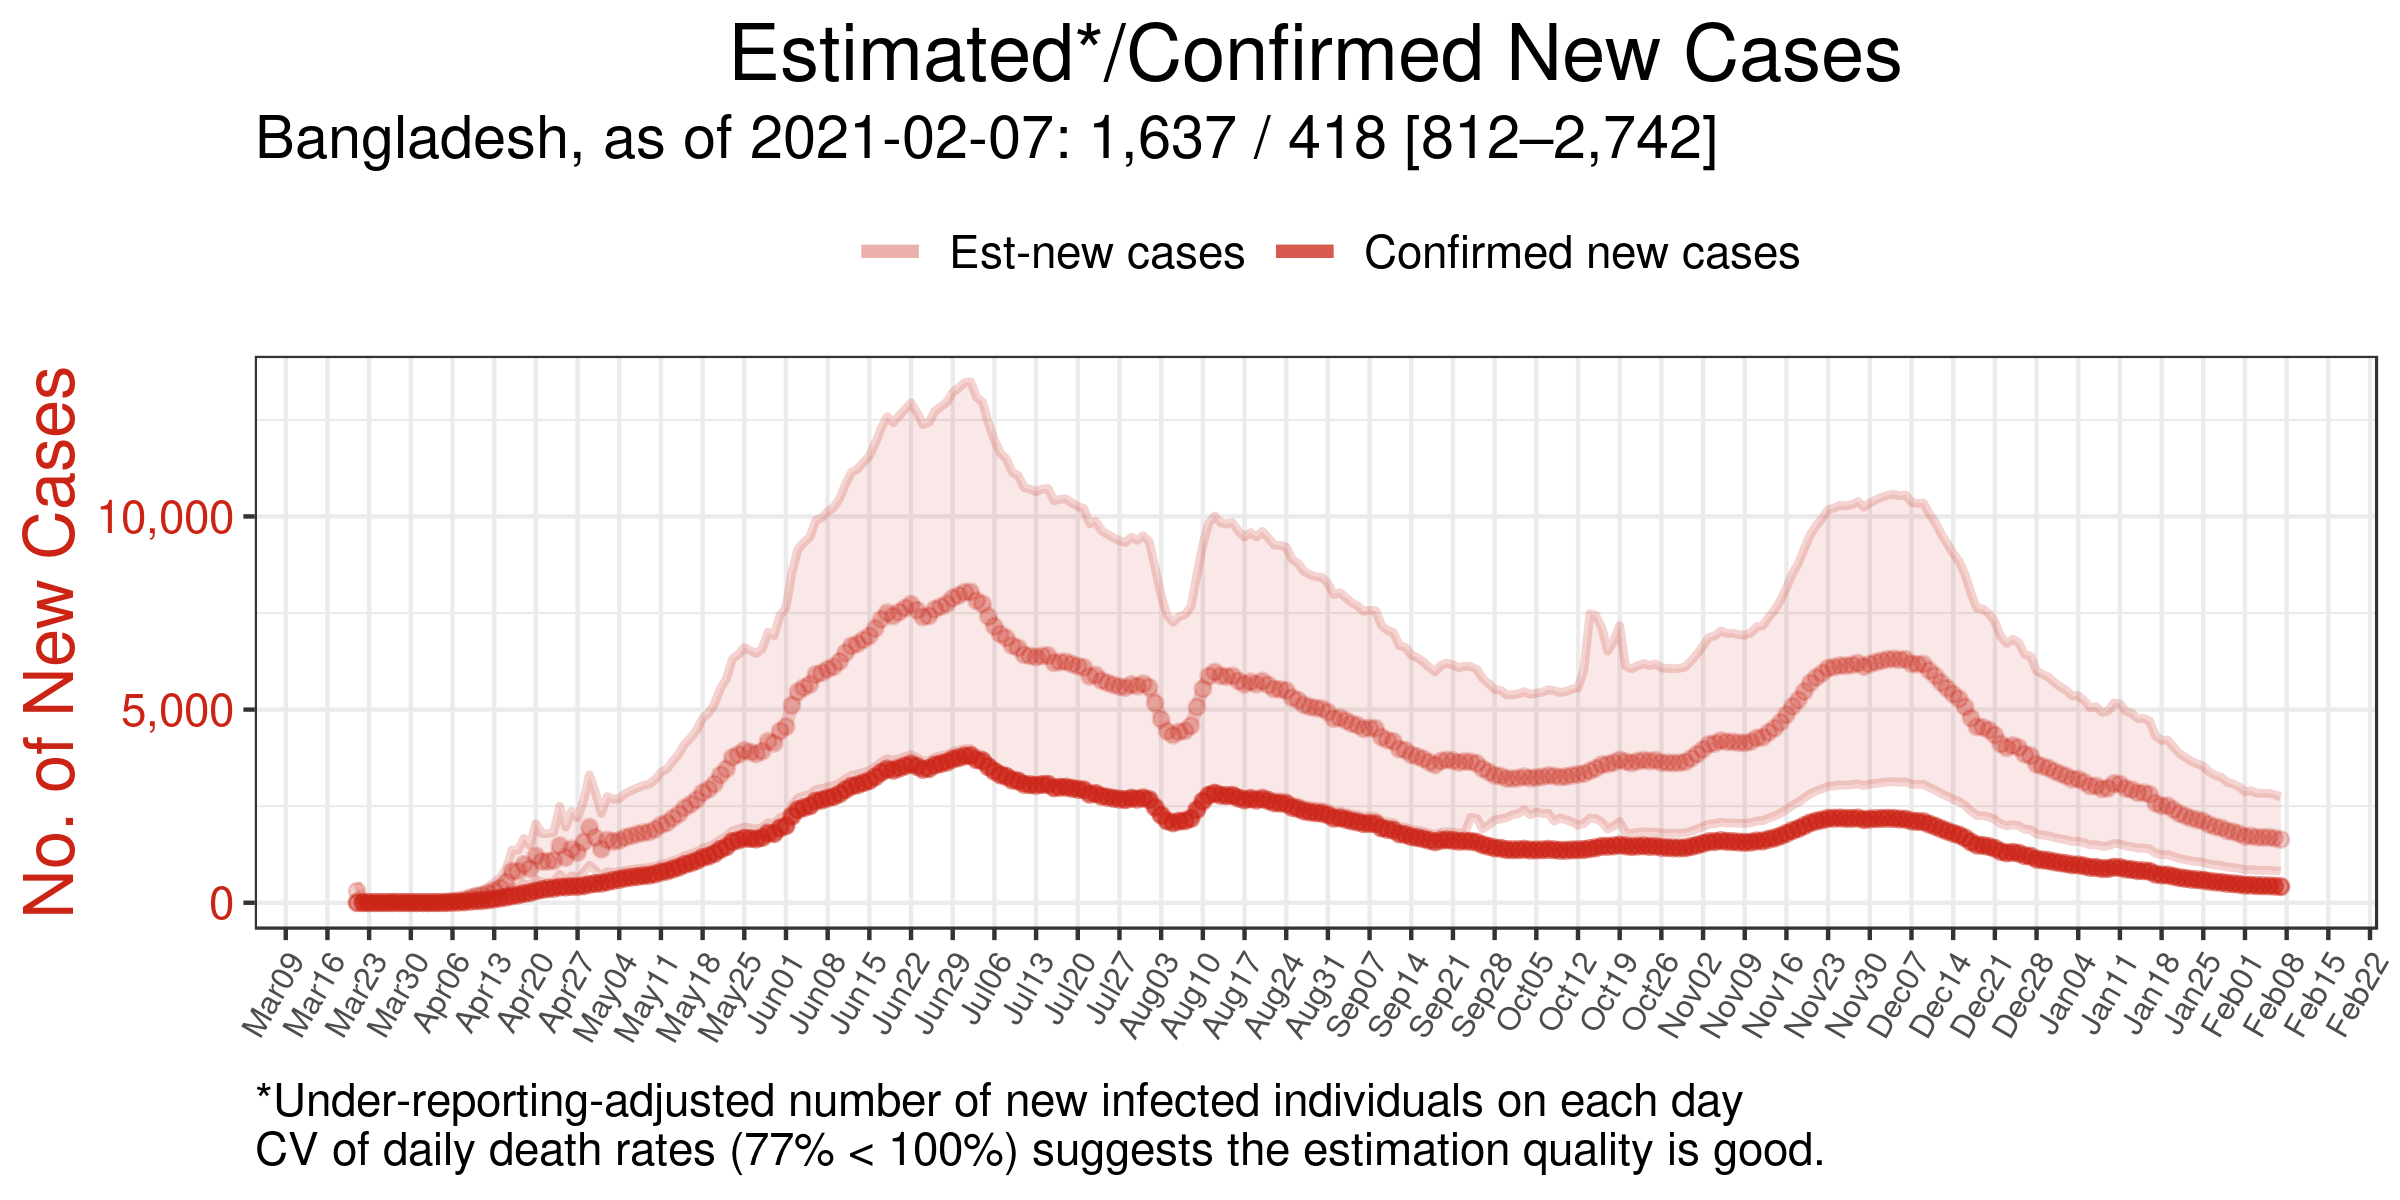 Estimated*/Confirmed New Cases
Bangladesh, as of 2021-02-07: 1,637 / 418 [812–2,742]
Est-new cases
Confirmed new cases
No. of New Cases
10,000
5,000
0
Mar09
Mar16
Mar23
Mar30
Apr06
Apr13
Apr20
Apr27
May04
May11
May18
May25
Jun01
Jun08
Jun15
Jun22
Jun29
Jul06
Jul13
Jul20
Jul27
Aug03
Aug10
Aug17
Aug24
Aug31
Sep07
Sep14
Sep21
Sep28
Oct05
Oct12
Oct19
Oct26
Nov02
Nov09
Nov16
Nov23
Nov30
Dec07
Dec14
Dec21
Dec28
Jan04
Jan11
Jan18
Jan25
Feb01
Feb08
Feb15
Feb22
*Under-reporting-adjusted number of new infected individuals on each day
CV of daily death rates (77% < 100%) suggests the estimation quality is good.